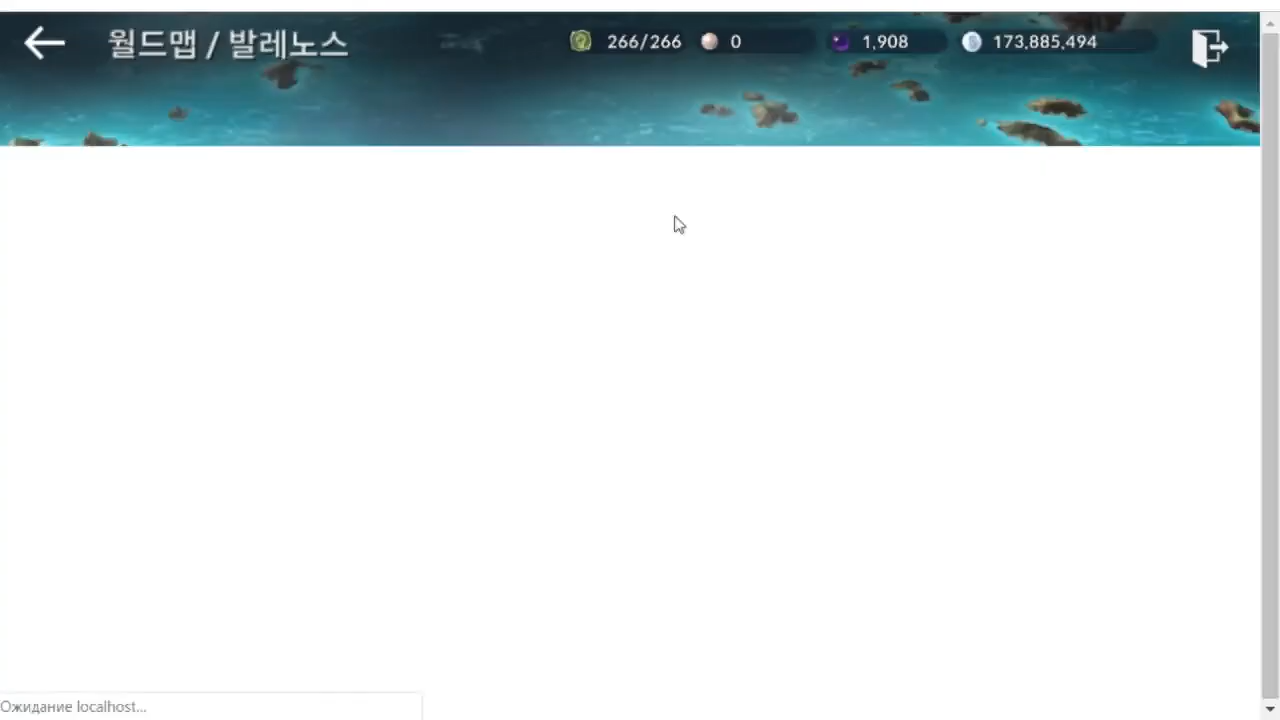 월드맵 / 발레노스 266/266 0 1,908 173,885,494
Ожидание localhost...